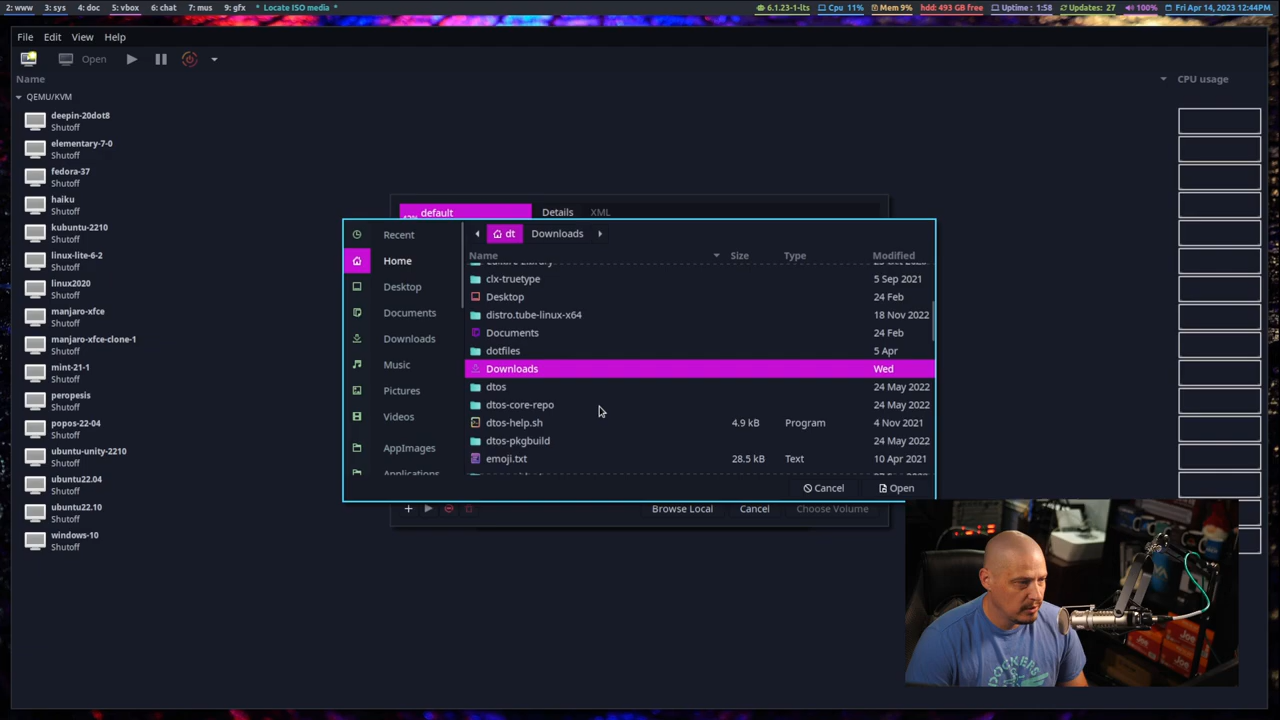 2: www 3: sys 4: doc 5: vbox 6: chat 7: mus 9: gfx * Locate ISO media * 6.1.23-1-lts Cpu 11% Mem 9% hdd: 493 GB free Uptime : 1:58 Updates: 27 100% Fri Apr 14, 2023 12:44PM
File Edit View Help
Open
Name CPU usage
QEMU/KVM
deepin-20dot8
Shutoff
elementary-7-0
Shutoff
fedora-37
Shutoff
haiku
Shutoff
kubuntu-2210
Shutoff
linux-lite-6-2
Shutoff
linux2020
Shutoff
manjaro-xfce
Shutoff
manjaro-xfce-clone-1
Shutoff
mint-21-1
Shutoff
peropesis
Shutoff
popos-22-04
Shutoff
ubuntu-unity-2210
Shutoff
ubuntu22.04
Shutoff
ubuntu22.10
Shutoff
windows-10
Shutoff
default Details XML
Recent
Home
Desktop
Documents
Downloads
Music
Pictures
Videos
AppImages
Applications
dt Downloads
Name Size Type Modified
clx-truetype 5 Sep 2021
Desktop 24 Feb
distro.tube-linux-x64 18 Nov 2022
Documents 24 Feb
dotfiles 5 Apr
Downloads Wed
dtos 24 May 2022
dtos-core-repo 24 May 2022
dtos-help.sh 4.9 kB Program 4 Nov 2021
dtos-pkgbuild 24 May 2022
emoji.txt 28.5 kB Text 10 Apr 2021
Cancel Open
Browse Local Cancel Choose Volume